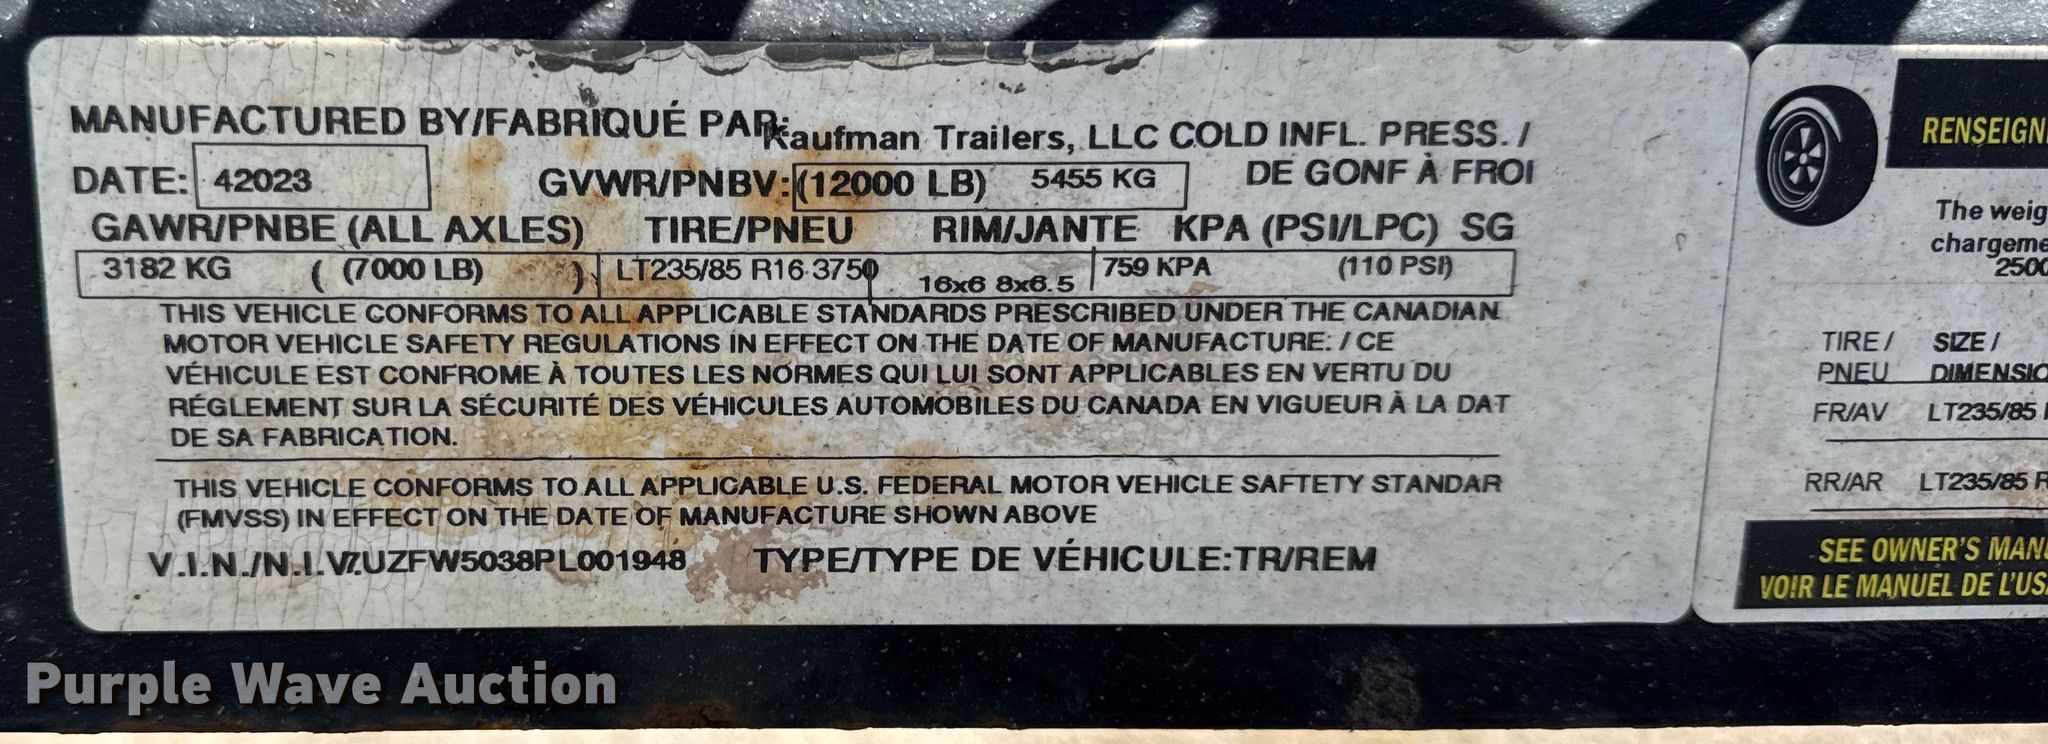 MANUFACTURED BY/FABRIQUÉ PAR: Kaufman Trailers, LLC COLD INFL. PRESS. /
DATE: 42023 GVWR/PNBV: (12000 LB) 5455 KG DE GONF À FROI
GAWR/PNBE (ALL AXLES) TIRE/PNEU RIM/JANTE KPA (PSI/LPC) SG
3182 KG ( (7000 LB) ) LT235/85 R16 3750 16x6 8x6.5 759 KPA (110 PSI)
THIS VEHICLE CONFORMS TO ALL APPLICABLE STANDARDS PRESCRIBED UNDER THE CANADIAN
MOTOR VEHICLE SAFETY REGULATIONS IN EFFECT ON THE DATE OF MANUFACTURE: / CE
VÉHICULE EST CONFROME À TOUTES LES NORMES QUI LUI SONT APPLICABLES EN VERTU DU
RÉGLEMENT SUR LA SÉCURITÉ DES VÉHICULES AUTOMOBILES DU CANADA EN VIGUEUR À LA DAT
DE SA FABRICATION.
THIS VEHICLE CONFORMS TO ALL APPLICABLE U.S. FEDERAL MOTOR VEHICLE SAFTETY STANDAR
(FMVSS) IN EFFECT ON THE DATE OF MANUFACTURE SHOWN ABOVE
V.I.N./N.I.V. 7UZFW5038PL001948 TYPE/TYPE DE VÉHICULE:TR/REM
RENSEIGN
The weig
chargeme
2500
TIRE / SIZE /
PNEU DIMENSIO
FR/AV LT235/85
RR/AR LT235/85 R
SEE OWNER'S MANU
VOIR LE MANUEL DE L'USA
Purple Wave Auction